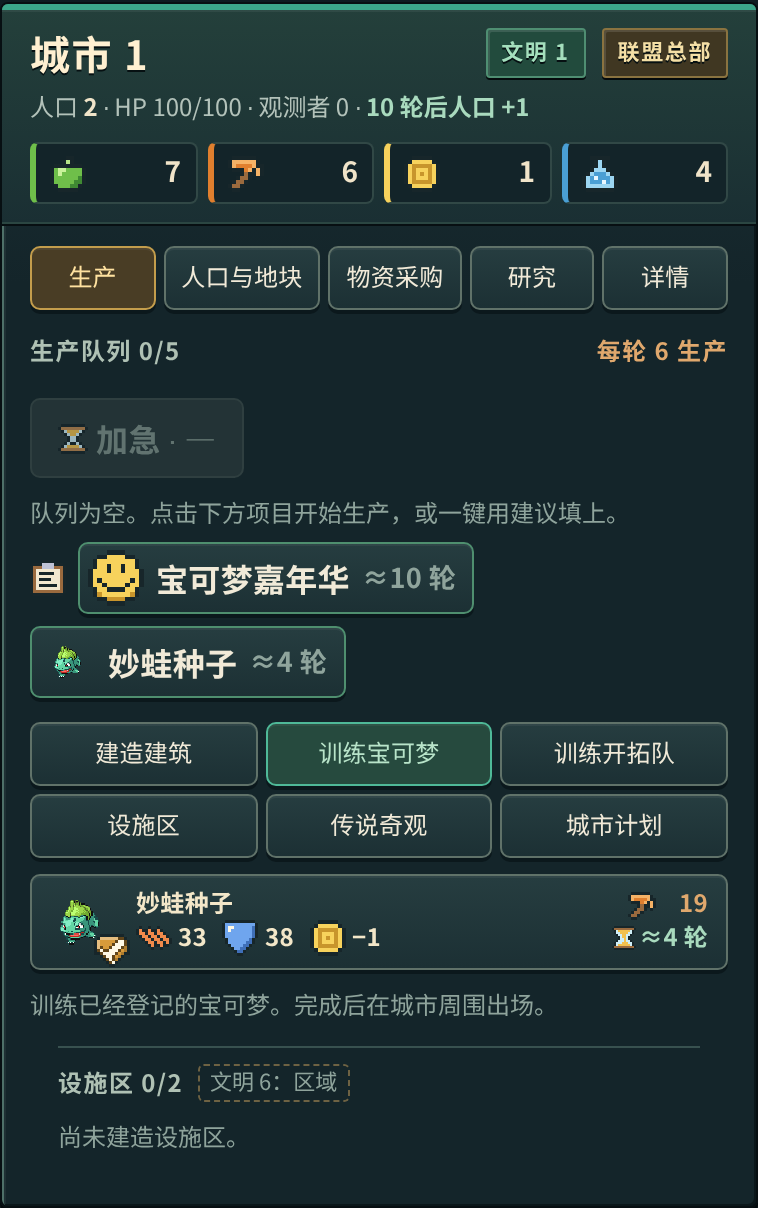 城市 1 文明 1 联盟总部
人口 2 · HP 100/100 · 观测者 0 · 10 轮后人口 +1
7 6 1 4
生产 人口与地块 物资采购 研究 详情
生产队列 0/5 每轮 6 生产
加急 · —
队列为空。点击下方项目开始生产，或一键用建议填上。
宝可梦嘉年华 ≈10 轮
妙蛙种子 ≈4 轮
建造建筑 训练宝可梦 训练开拓队
设施区 传说奇观 城市计划
妙蛙种子 19
33 38 −1 ≈4 轮
训练已经登记的宝可梦。完成后在城市周围出场。
设施区 0/2 文明 6：区域
尚未建造设施区。